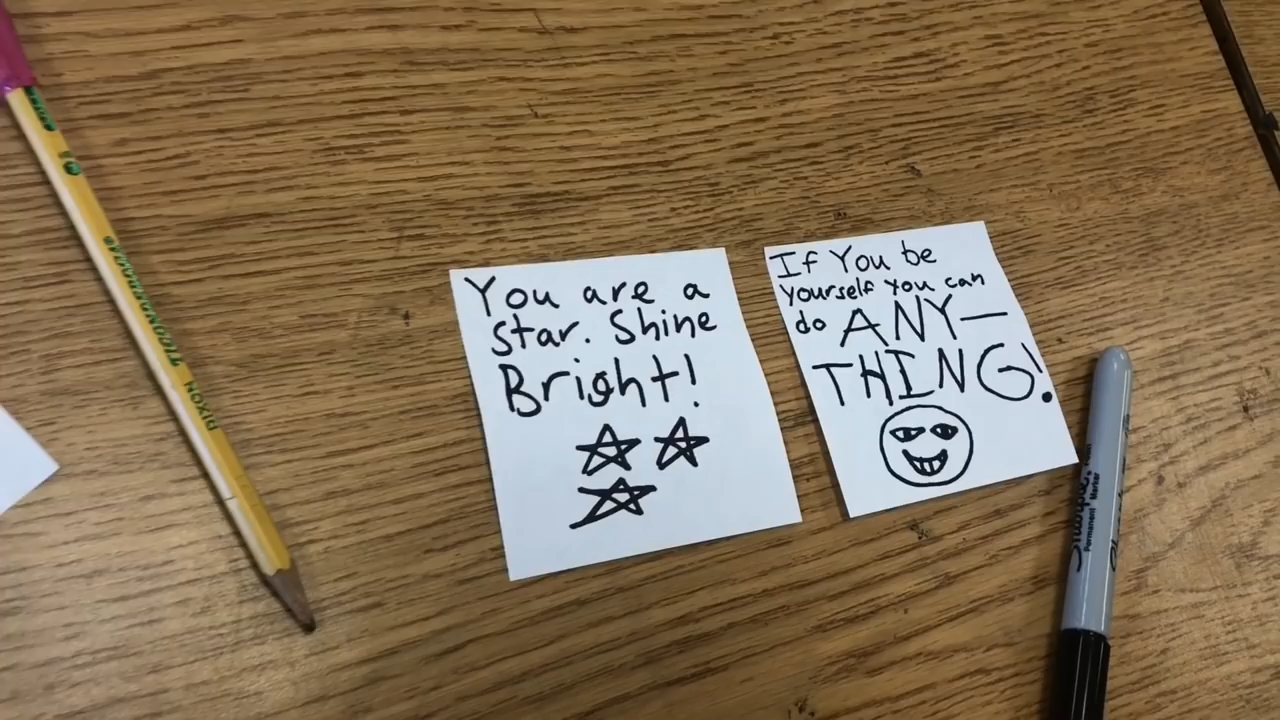 You are a
star. Shine
Bright!
If You be
yourself you can
do ANY—
THING!
DIXON TICONDEROGA
Sharpie
Permanent Marker